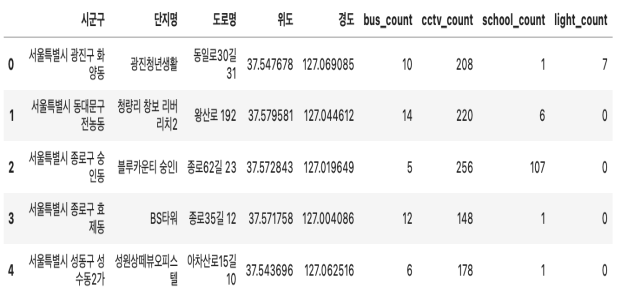 시군구 단지명 도로명 위도 경도 bus_count cctv_count school_count light_count
0 서울특별시 광진구 화양동 광진청년생활 동일로30길 31 37.547678 127.069085 10 208 1 7
1 서울특별시 동대문구 전농동 청량리 창보 리버리치2 왕산로 192 37.579581 127.044612 14 220 6 0
2 서울특별시 종로구 숭인동 블루카운티 숭인I 종로62길 23 37.572843 127.019649 5 256 107 0
3 서울특별시 종로구 효제동 BS타워 종로35길 12 37.571758 127.004086 12 148 1 0
4 서울특별시 성동구 성수동2가 성원상떼뷰오피스텔 아차산로15길 10 37.543696 127.062516 6 178 1 0